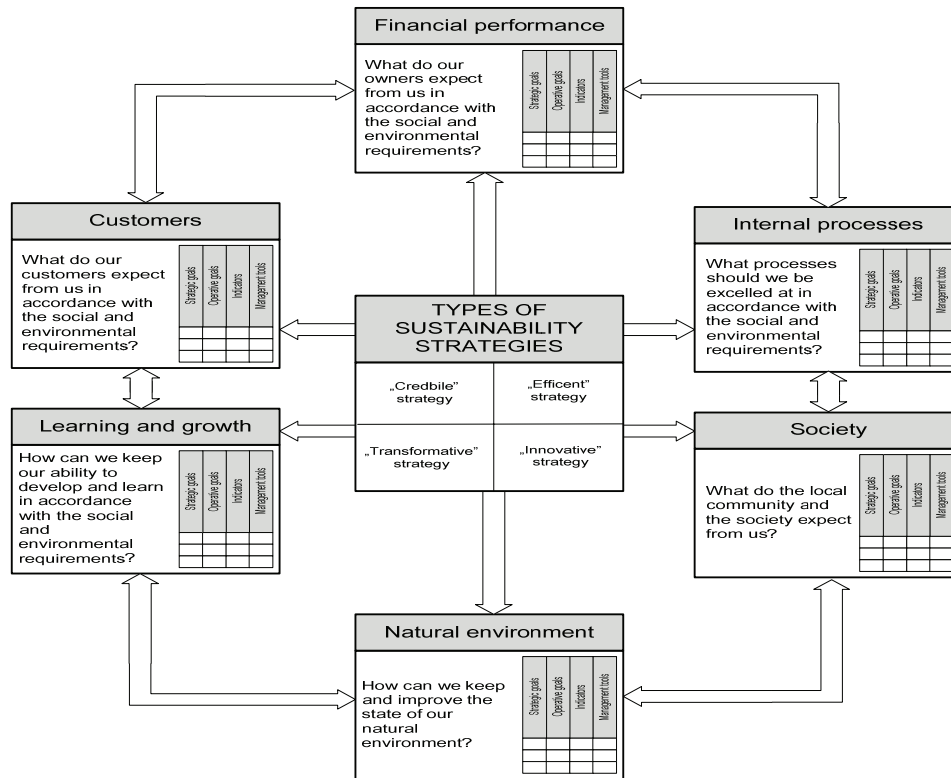 Financial performance
What do our
owners expect
from us in
accordance with
the social and
environmental
requirements?
Strategic goals
Operative goals
Indicators
Management tools
Customers
What do our
customers expect
from us in
accordance with
the social and
environmental
requirements?
Strategic goals
Operative goals
Indicators
Management tools
Internal processes
What processes
should we be
excelled at in
accordance with
the social and
environmental
requirements?
Strategic goals
Operative goals
Indicators
Management tools
TYPES OF
SUSTAINABILITY
STRATEGIES
„Credbile”
strategy
„Efficent”
strategy
„Transformative”
strategy
„Innovative”
strategy
Learning and growth
How can we keep
our ability to
develop and learn
in accordance
with the social
and
environmental
requirements?
Strategic goals
Operative goals
Indicators
Management tools
Society
What do the local
community and
the society expect
from us?
Strategic goals
Operative goals
Indicators
Management tools
Natural environment
How can we keep
and improve the
state of our
natural
environment?
Strategic goals
Operative goals
Indicators
Management tools